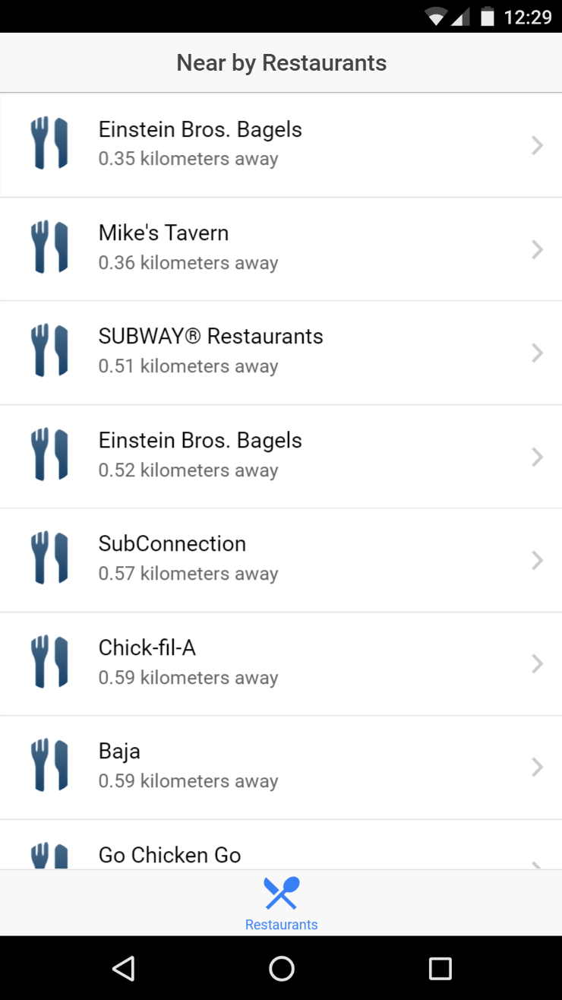 12:29
Near by Restaurants
Einstein Bros. Bagels
0.35 kilometers away
Mike's Tavern
0.36 kilometers away
SUBWAY® Restaurants
0.51 kilometers away
Einstein Bros. Bagels
0.52 kilometers away
SubConnection
0.57 kilometers away
Chick-fil-A
0.59 kilometers away
Baja
0.59 kilometers away
Go Chicken Go
Restaurants